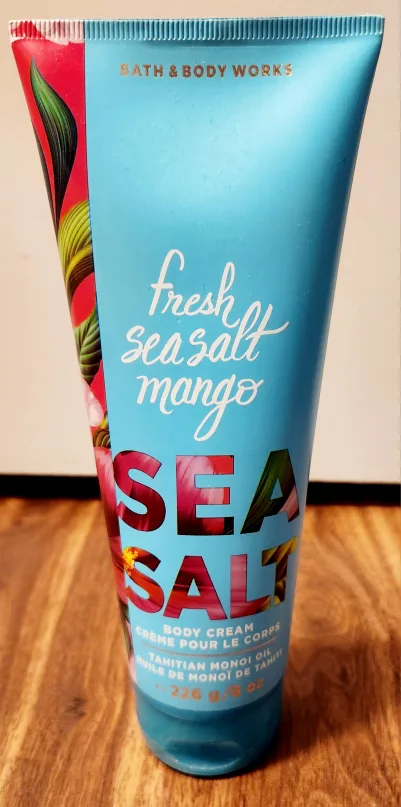 BATH & BODY WORKS
fresh
sea salt
mango
SEA
SALT
BODY CREAM
CRÈME POUR LE CORPS
TAHITIAN MONOI OIL
HUILE DE MONOÏ DE TAHITI
226 g/8 oz